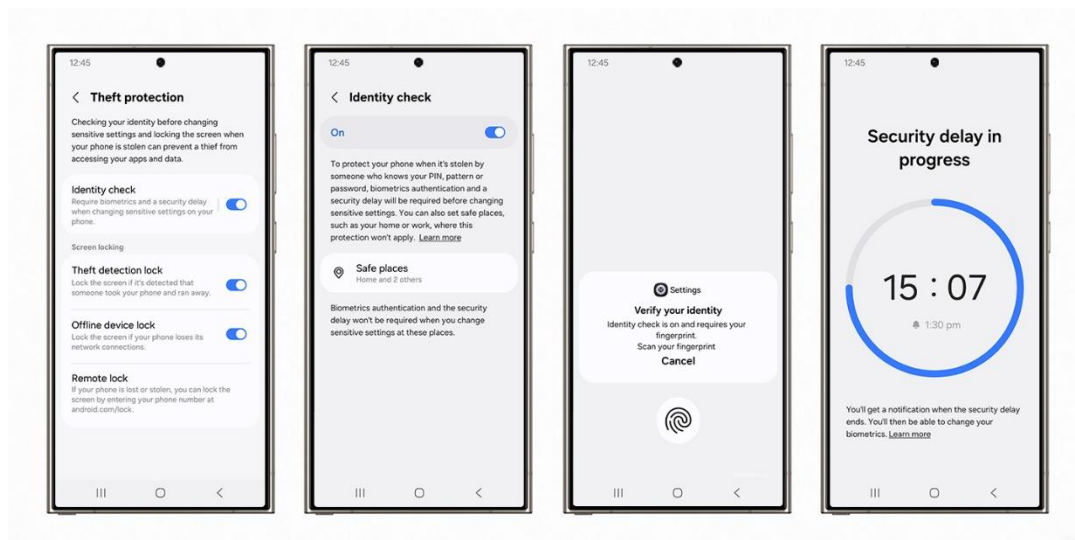 12:45
Theft protection
Checking your identity before changing
sensitive settings and locking the screen when
your phone is stolen can prevent a thief from
accessing your apps and data.
Identity check
Require biometrics and a security delay
when changing sensitive settings on your
phone.
Screen locking
Theft detection lock
Lock the screen if it's detected that
someone took your phone and ran away.
Offline device lock
Lock the screen if your phone loses its
network connections.
Remote lock
If your phone is lost or stolen, you can lock the
screen by entering your phone number at
android.com/lock.
12:45
Identity check
On
To protect your phone when it's stolen by
someone who knows your PIN, pattern or
password, biometrics authentication and a
security delay will be required before changing
sensitive settings. You can also set safe places,
such as your home or work, where this
protection won't apply. Learn more
Safe places
Home and 2 others
Biometrics authentication and the security
delay won't be required when you change
sensitive settings at these places.
12:45
Settings
Verify your identity
Identity check is on and requires your
fingerprint.
Scan your fingerprint
Cancel
12:45
Security delay in
progress
15 : 07
1:30 pm
You'll get a notification when the security delay
ends. You'll then be able to change your
biometrics. Learn more